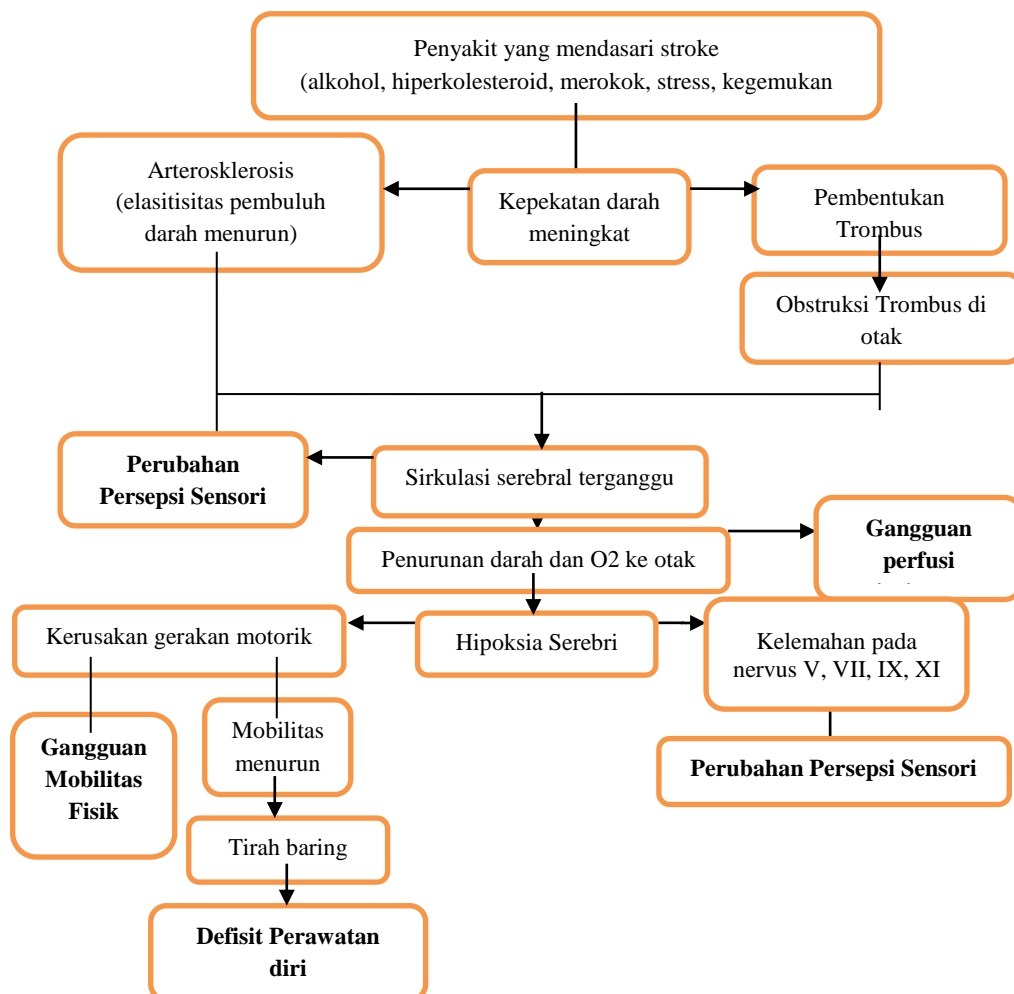 Penyakit yang mendasari stroke
(alkohol, hiperkolesteroid, merokok, stress, kegemukan
Arterosklerosis
(elasitisitas pembuluh
darah menurun)
Kepekatan darah
meningkat
Pembentukan
Trombus
Obstruksi Trombus di
otak
Perubahan
Persepsi Sensori
Sirkulasi serebral terganggu
Penurunan darah dan O2 ke otak
Gangguan
perfusi
Kerusakan gerakan motorik
Hipoksia Serebri
Kelemahan pada
nervus V, VII, IX, XI
Gangguan
Mobilitas
Fisik
Mobilitas
menurun
Perubahan Persepsi Sensori
Tirah baring
Defisit Perawatan
diri